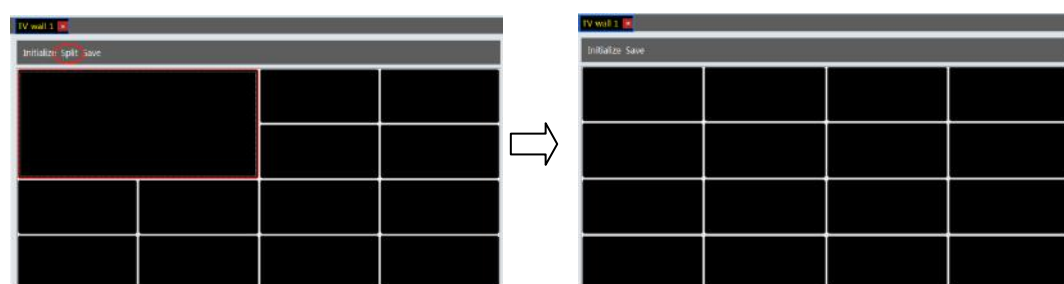 TV wall 1
Initialize Split Save
TV wall 1
Initialize Save